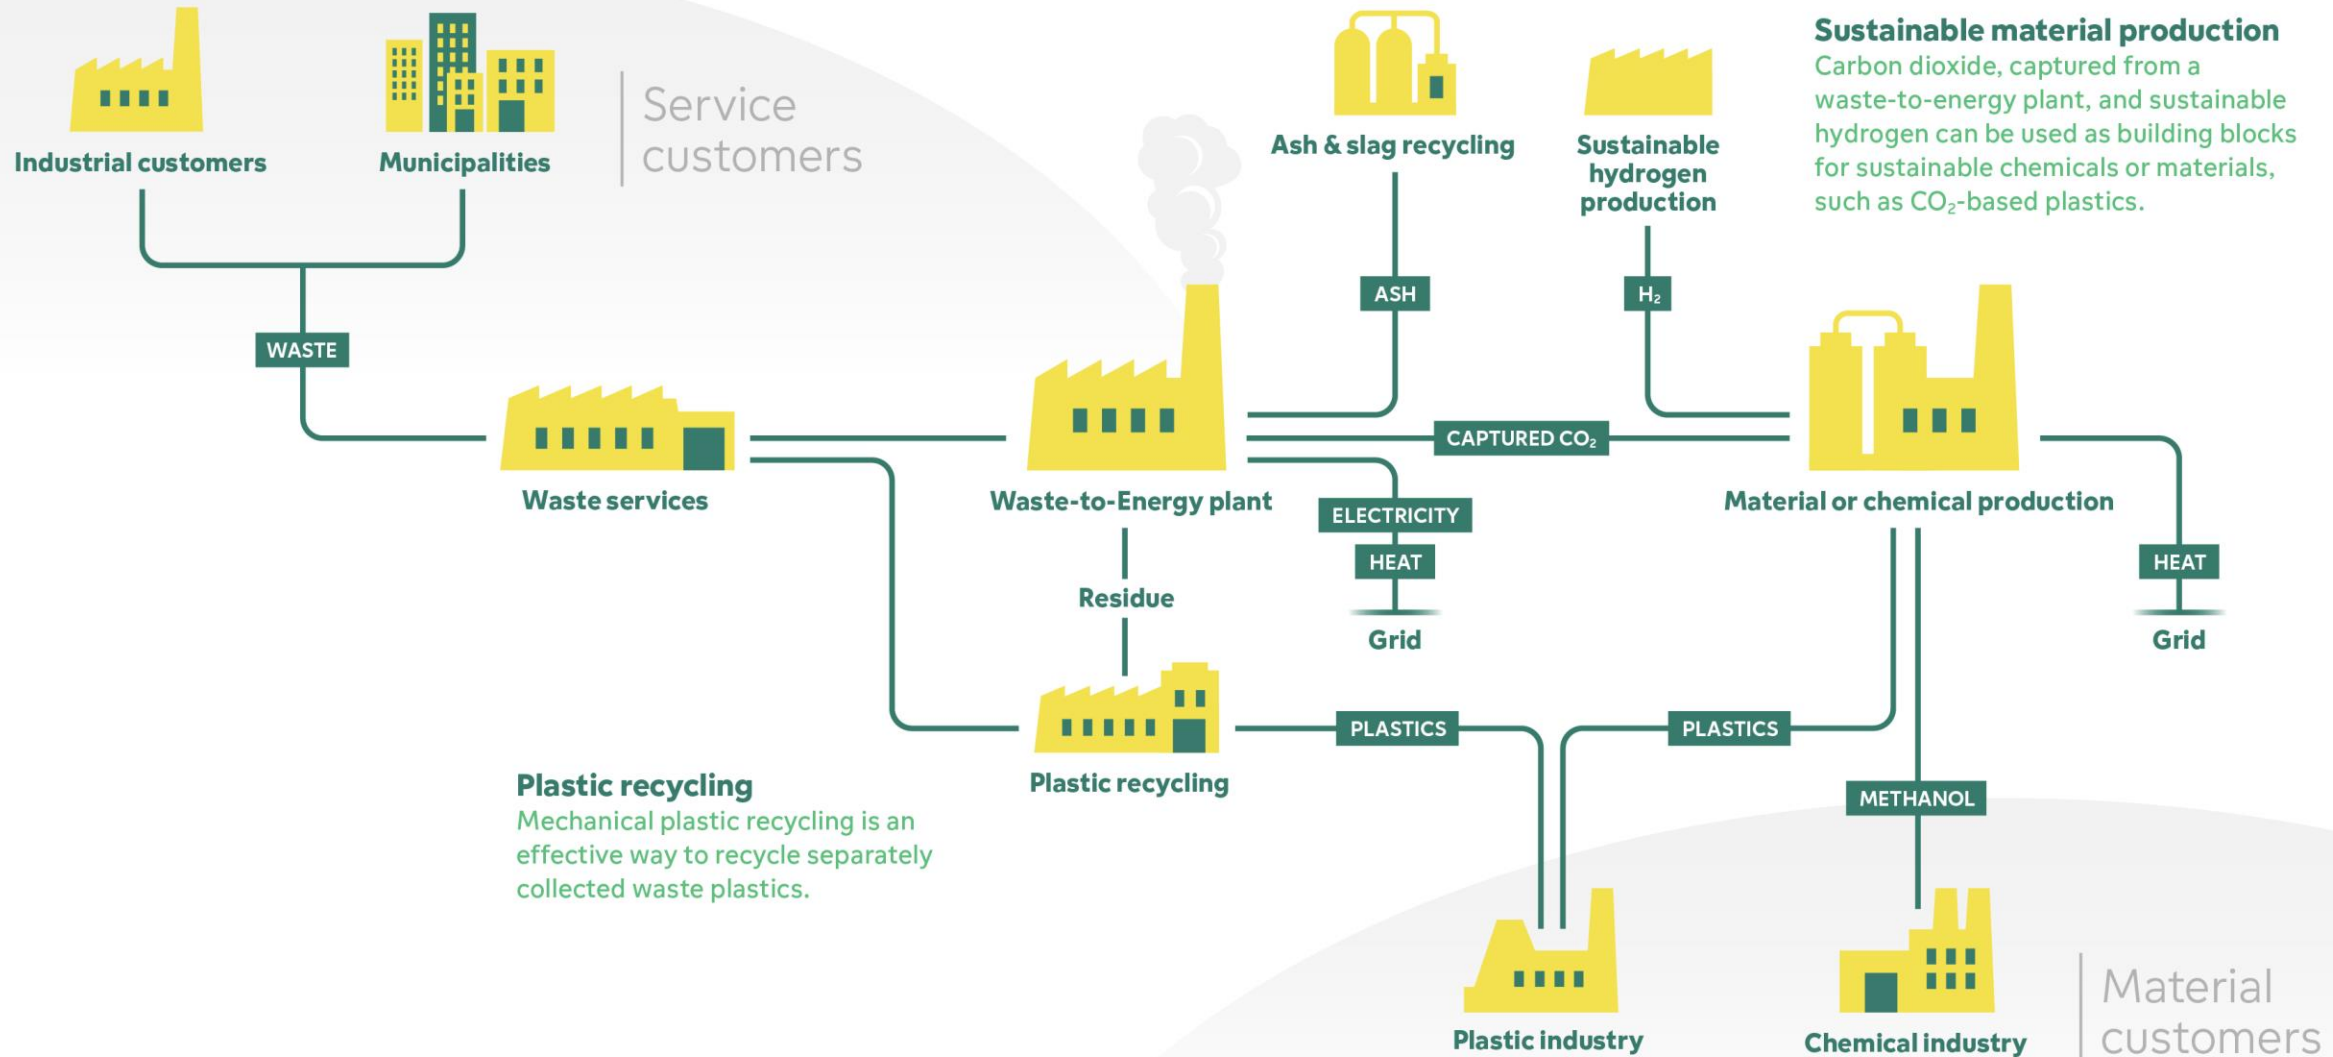 Industrial customers
Municipalities
Service
customers
Ash & slag recycling
Sustainable
hydrogen
production
Sustainable material production
Carbon dioxide, captured from a
waste-to-energy plant, and sustainable
hydrogen can be used as building blocks
for sustainable chemicals or materials,
such as CO₂-based plastics.
WASTE
ASH
H₂
CAPTURED CO₂
Waste services
Waste-to-Energy plant
Material or chemical production
ELECTRICITY
HEAT
Grid
HEAT
Grid
Residue
PLASTICS
PLASTICS
Plastic recycling
METHANOL
Plastic recycling
Mechanical plastic recycling is an
effective way to recycle separately
collected waste plastics.
Plastic industry
Chemical industry
Material
customers